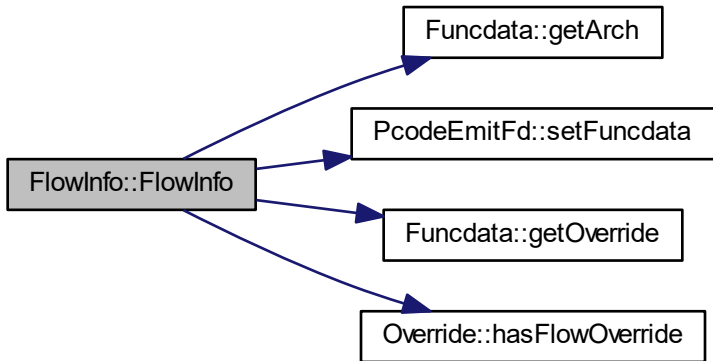 Funcdata::getArch
PcodeEmitFd::setFuncdata
FlowInfo::FlowInfo
Funcdata::getOverride
Override::hasFlowOverride